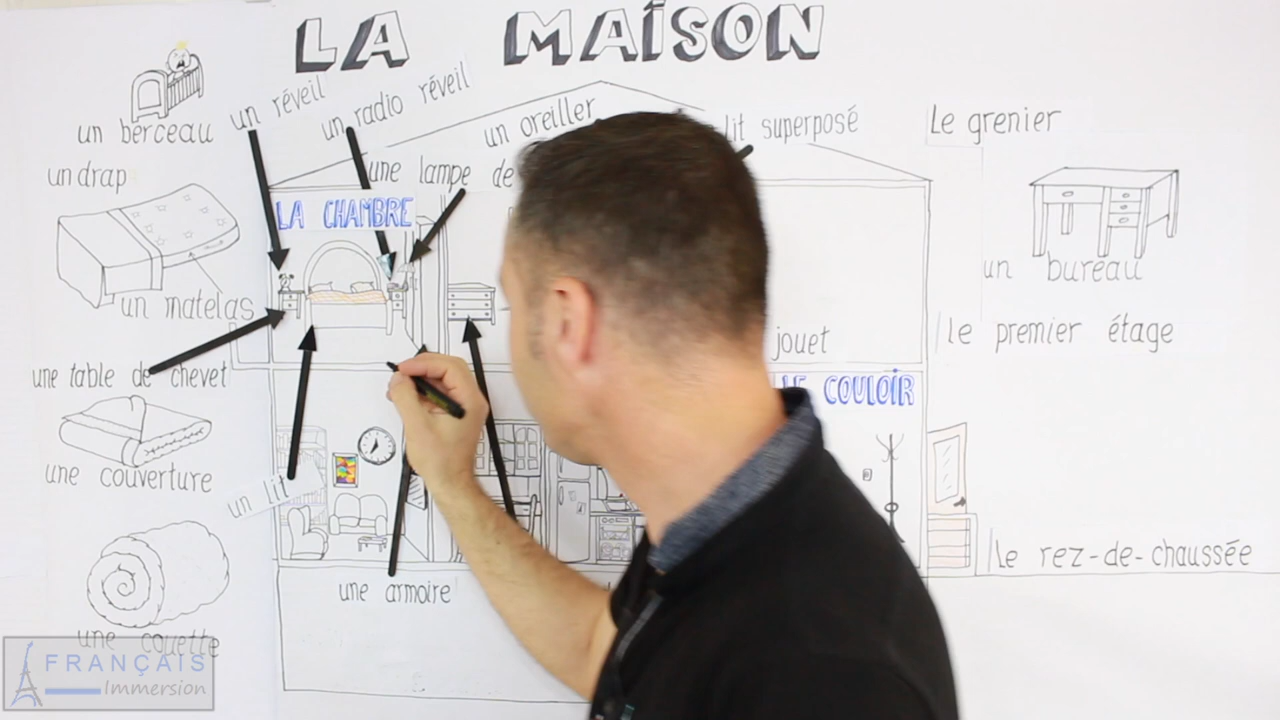 LA MAISON
un réveil
un radio réveil
un oreiller
lit superposé
Le grenier
un berceau
un drap
une lampe de
LA CHAMBRE
un bureau
un matelas
jouet
le premier étage
une table de chevet
LE COULOIR
une couverture
un lit
le rez-de-chaussée
une armoire
une couette
FRANÇAIS
Immersion